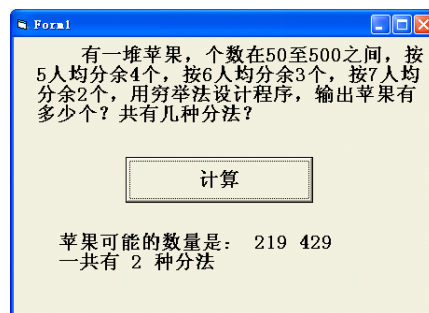 Form1
有一堆苹果，个数在50至500之间，按
5人均分余4个，按6人均分余3个，按7人均
分余2个，用穷举法设计程序，输出苹果有
多少个？共有几种分法？
计算
苹果可能的数量是： 219 429
一共有 2 种分法